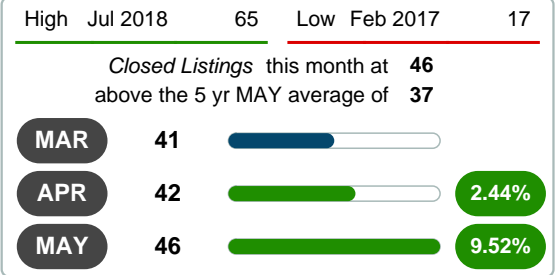 High Jul 2018 65 Low Feb 2017 17
Closed Listings this month at 46
above the 5 yr MAY average of 37
MAR 41
APR 42 2.44%
MAY 46 9.52%